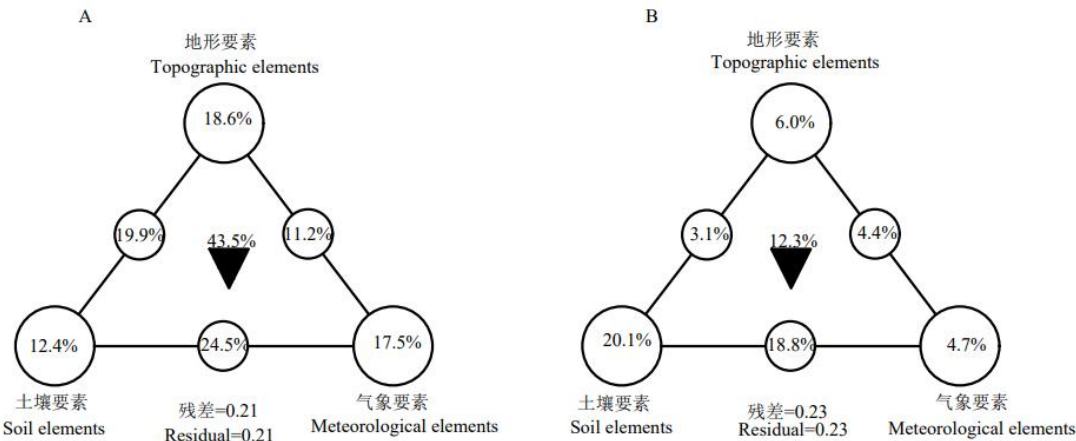 A
地形要素
Topographic elements
18.6%
19.9%
43.5%
11.2%
12.4%
24.5%
17.5%
土壤要素
Soil elements
残差=0.21
Residual=0.21
气象要素
Meteorological elements
B
地形要素
Topographic elements
6.0%
3.1%
12.3%
4.4%
20.1%
18.8%
4.7%
土壤要素
Soil elements
残差=0.23
Residual=0.23
气象要素
Meteorological elements